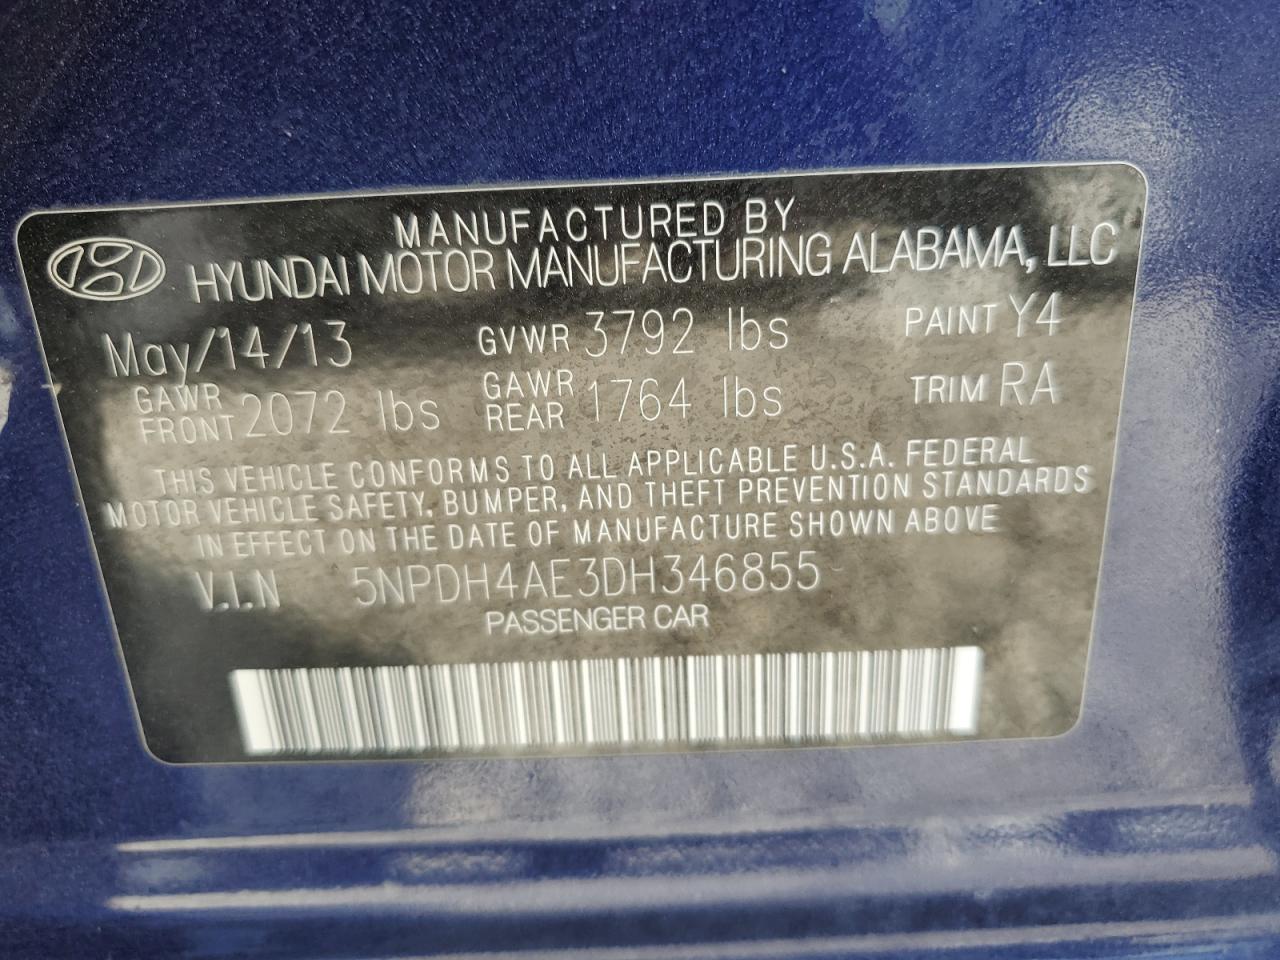 MANUFACTURED BY
HYUNDAI MOTOR MANUFACTURING ALABAMA, LLC
May/14/13 GVWR 3792 lbs PAINT Y4
GAWR FRONT 2072 lbs GAWR REAR 1764 lbs TRIM RA
THIS VEHICLE CONFORMS TO ALL APPLICABLE U.S.A. FEDERAL
MOTOR VEHICLE SAFETY, BUMPER, AND THEFT PREVENTION STANDARDS
IN EFFECT ON THE DATE OF MANUFACTURE SHOWN ABOVE
V.I.N 5NPDH4AE3DH346855
PASSENGER CAR